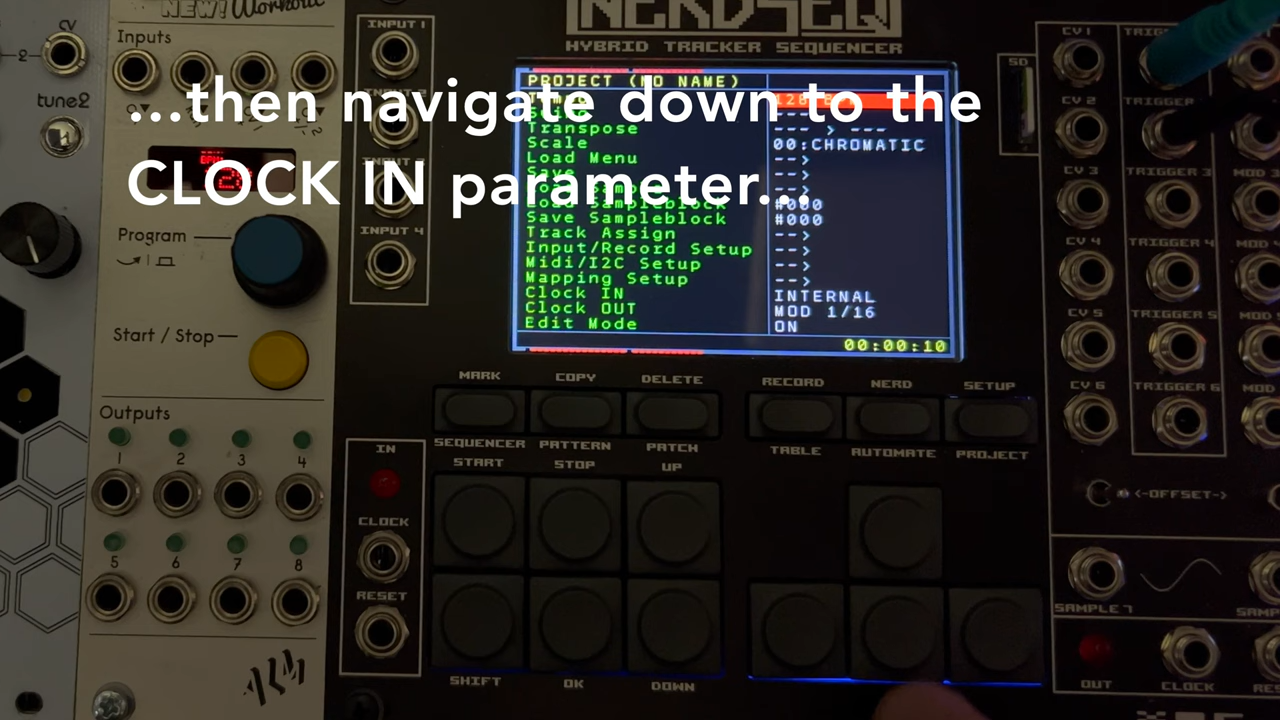 NEW! Workout
NERDSEQ
HYBRID TRACKER SEQUENCER
...then navigate down to the
CLOCK IN parameter...
CV
2
tune2
Inputs
Program
Start / Stop
Outputs
1 2 3 4
5 6 7 8
INPUT 1
INPUT 4
PROJECT (NO NAME)
Transpose --- > ---
Scale 00:CHROMATIC
Load Menu -->
Save -->
Load Sampleblock #000
Save Sampleblock #000
Track Assign -->
Input/Record Setup -->
Midi/I2C Setup -->
Mapping Setup -->
Clock IN INTERNAL
Clock OUT MOD 1/16
Edit Mode ON
00:00:10
MARK COPY DELETE RECORD NERD SETUP
SEQUENCER PATTERN PATCH TABLE AUTOMATE PROJECT
START STOP UP
SHIFT OK DOWN
IN
CLOCK
RESET
SD
CV 1
CV 2 TRIGGER
CV 3 TRIGGER 3 MOD 3
CV 4 TRIGGER 4 MOD
CV 5 TRIGGER 5 MOD
CV 6 TRIGGER 6 MOD
<-OFFSET->
SAMPLE 7
OUT CLOCK